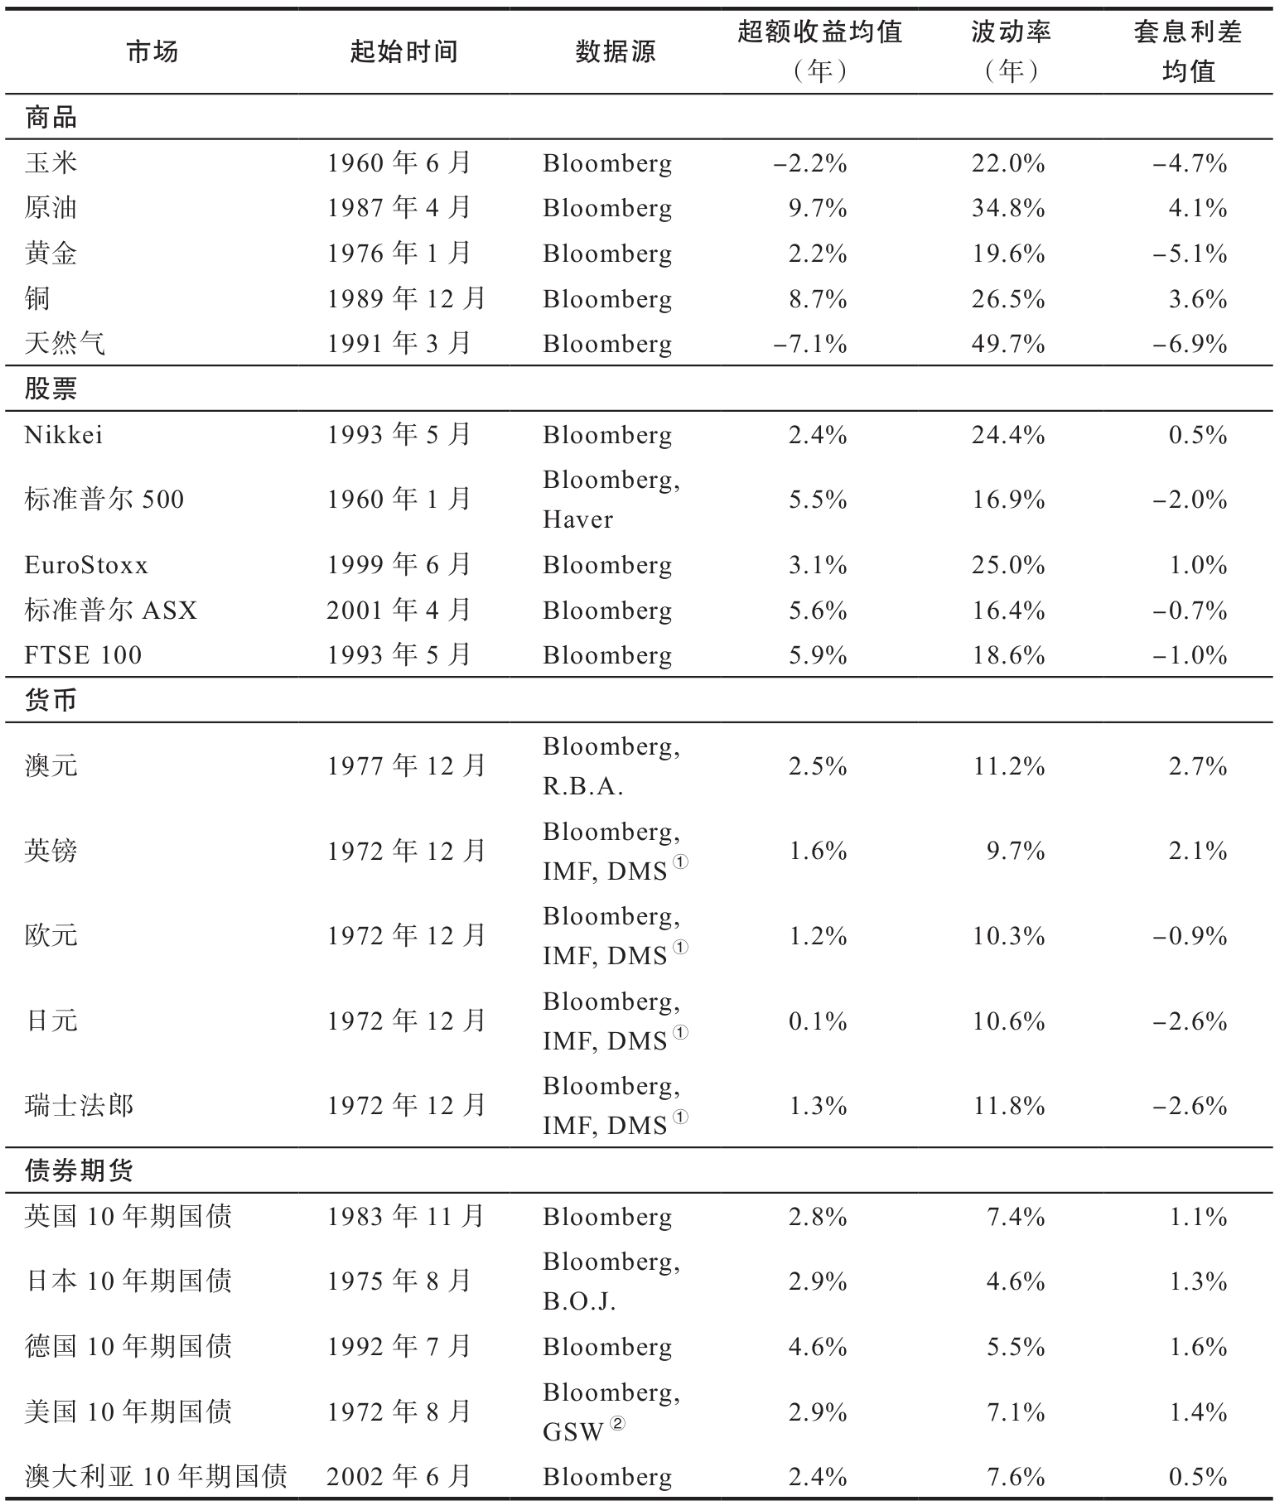 市场 起始时间 数据源 超额收益均值（年） 波动率（年） 套息利差均值
商品
玉米 1960 年 6 月 Bloomberg –2.2% 22.0% –4.7%
原油 1987 年 4 月 Bloomberg 9.7% 34.8% 4.1%
黄金 1976 年 1 月 Bloomberg 2.2% 19.6% –5.1%
铜 1989 年 12 月 Bloomberg 8.7% 26.5% 3.6%
天然气 1991 年 3 月 Bloomberg –7.1% 49.7% –6.9%
股票
Nikkei 1993 年 5 月 Bloomberg 2.4% 24.4% 0.5%
标准普尔 500 1960 年 1 月 Bloomberg, Haver 5.5% 16.9% –2.0%
EuroStoxx 1999 年 6 月 Bloomberg 3.1% 25.0% 1.0%
标准普尔 ASX 2001 年 4 月 Bloomberg 5.6% 16.4% –0.7%
FTSE 100 1993 年 5 月 Bloomberg 5.9% 18.6% –1.0%
货币
澳元 1977 年 12 月 Bloomberg, R.B.A. 2.5% 11.2% 2.7%
英镑 1972 年 12 月 Bloomberg, IMF, DMS① 1.6% 9.7% 2.1%
欧元 1972 年 12 月 Bloomberg, IMF, DMS① 1.2% 10.3% –0.9%
日元 1972 年 12 月 Bloomberg, IMF, DMS① 0.1% 10.6% –2.6%
瑞士法郎 1972 年 12 月 Bloomberg, IMF, DMS① 1.3% 11.8% –2.6%
债券期货
英国 10 年期国债 1983 年 11 月 Bloomberg 2.8% 7.4% 1.1%
日本 10 年期国债 1975 年 8 月 Bloomberg, B.O.J. 2.9% 4.6% 1.3%
德国 10 年期国债 1992 年 7 月 Bloomberg 4.6% 5.5% 1.6%
美国 10 年期国债 1972 年 8 月 Bloomberg, GSW② 2.9% 7.1% 1.4%
澳大利亚 10 年期国债 2002 年 6 月 Bloomberg 2.4% 7.6% 0.5%